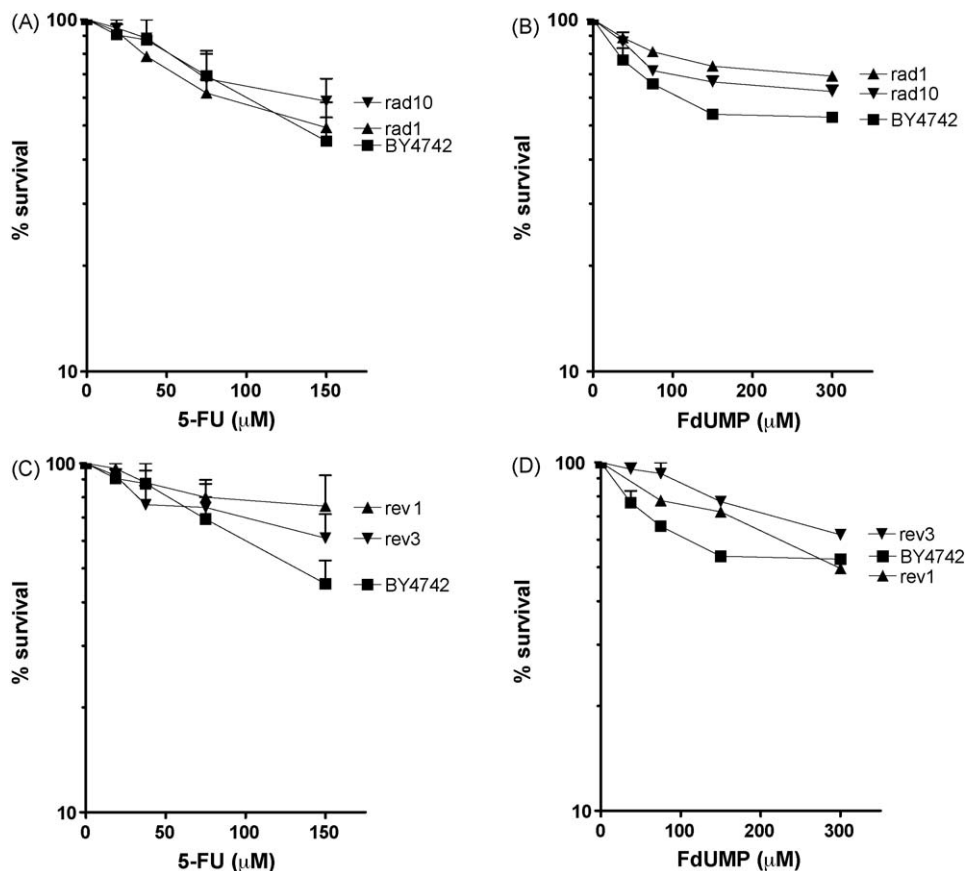 (A)
100
10
% survival
rad10
rad1
BY4742
0 50 100 150
5-FU (μM)
(B)
100
10
% survival
rad1
rad10
BY4742
0 100 200 300
FdUMP (μM)
(C)
100
10
% survival
rev1
rev3
BY4742
0 50 100 150
5-FU (μM)
(D)
100
10
% survival
rev3
BY4742
rev1
0 100 200 300
FdUMP (μM)